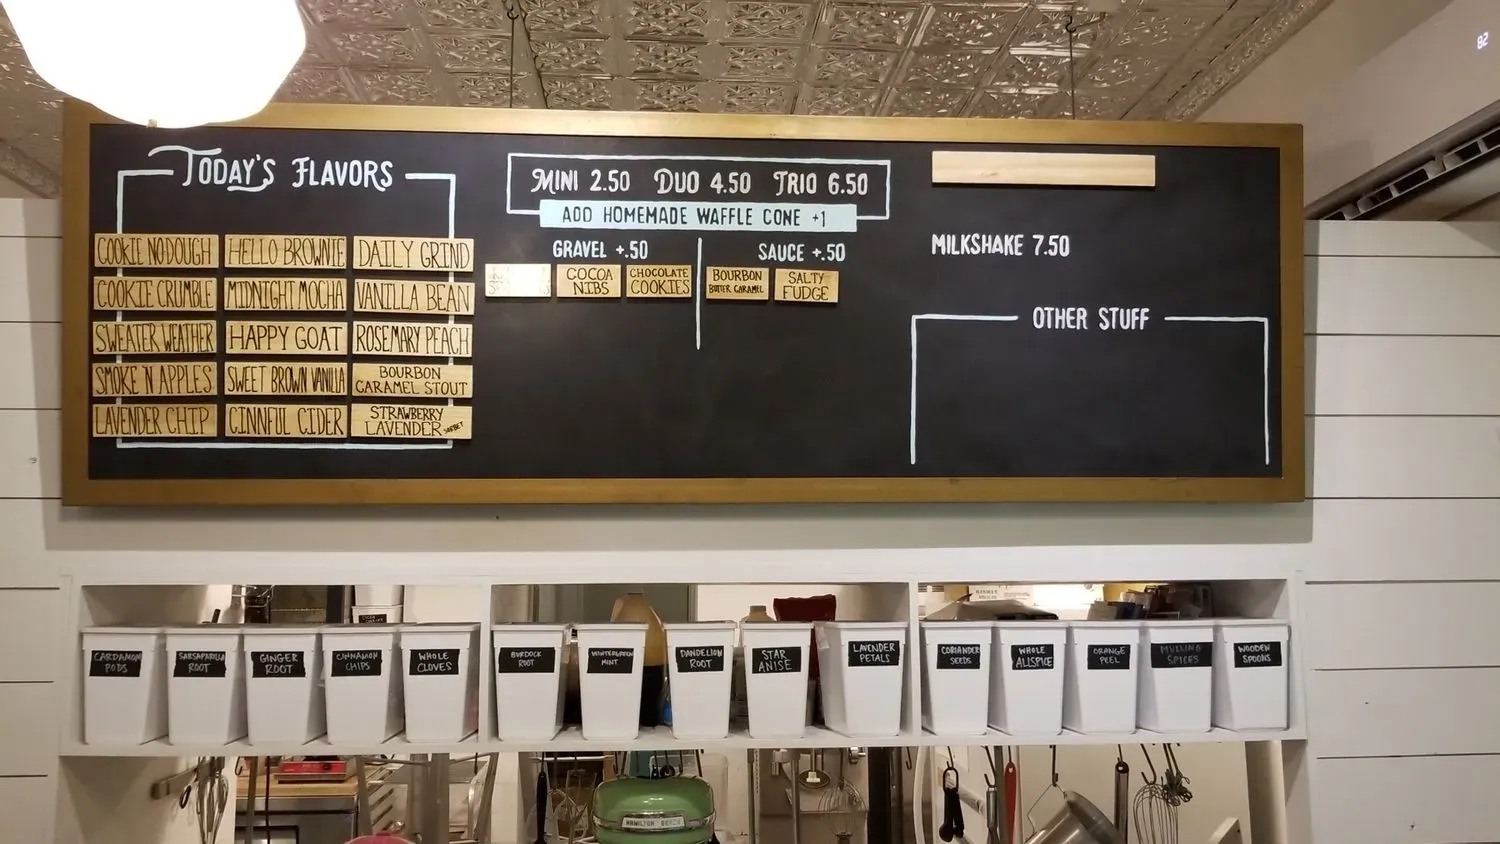 TODAY'S FLAVORS
COOKIE NODOUGH
HELLO BROWNIE
DAILY GRIND
COOKIE CRUMBLE
MIDNIGHT MOCHA
VANILLA BEAN
SWEATER WEATHER
HAPPY GOAT
ROSEMARY PEACH
SMOKE 'N APPLES
SWEET BROWN VANILLA
BOURBON
CARAMEL STOUT
LAVENDER CHIP
CINNFUL CIDER
STRAWBERRY
LAVENDER SORBET
MINI 2.50 DUO 4.50 TRIO 6.50
ADD HOMEMADE WAFFLE CONE +1
GRAVEL +.50
COCOA
NIBS
CHOCOLATE
COOKIES
SAUCE +.50
BOURBON
BUTTER CARAMEL
SALTY
FUDGE
MILKSHAKE 7.50
OTHER STUFF
82
CARDAMON
PODS
SARSAPARILLA
ROOT
GINGER
ROOT
CINNAMON
CHIPS
WHOLE
CLOVES
BURDOCK
ROOT
WINTERGREEN
MINT
DANDELION
ROOT
STAR
ANISE
LAVENDER
PETALS
CORIANDER
SEEDS
WHOLE
ALLSPICE
ORANGE
PEEL
MULLING
SPICES
WOODEN
SPOONS
HAMILTON BEACH